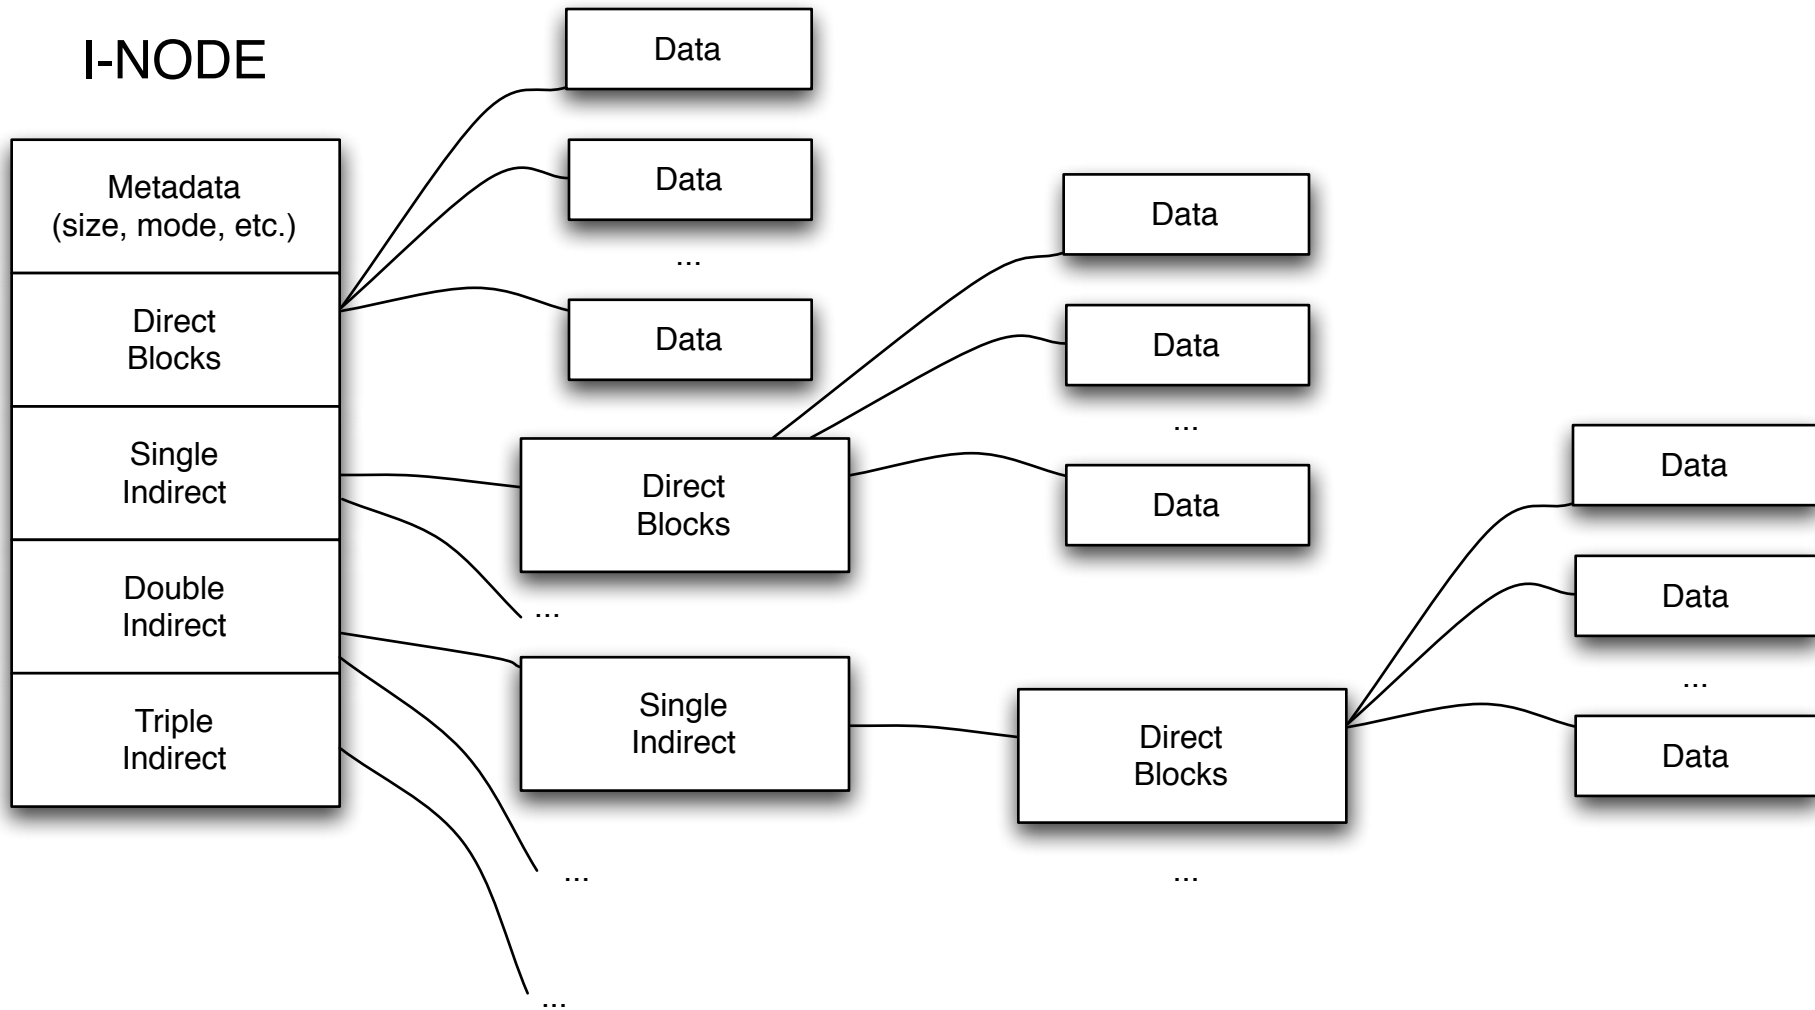 I-NODE
Metadata
(size, mode, etc.)
Direct
Blocks
Single
Indirect
Double
Indirect
Triple
Indirect
Data
Data
...
Data
Direct
Blocks
...
Single
Indirect
...
...
Data
Data
...
Data
Direct
Blocks
...
Data
Data
...
Data